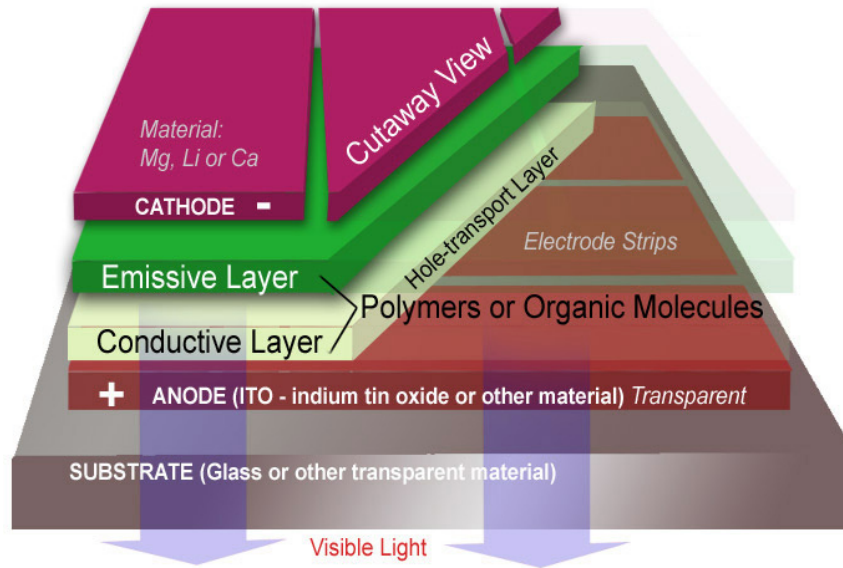 Material:
Mg, Li or Ca
CATHODE -
Cutaway View
Emissive Layer
Hole-transport Layer
Electrode Strips
Polymers or Organic Molecules
Conductive Layer
+ ANODE (ITO - indium tin oxide or other material) Transparent
SUBSTRATE (Glass or other transparent material)
Visible Light